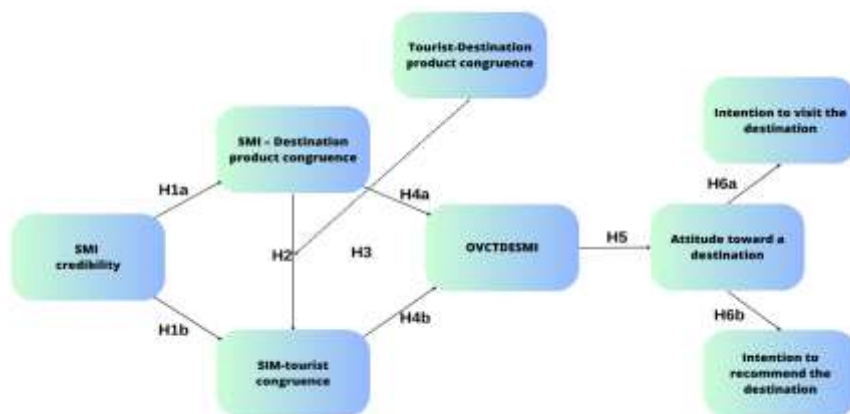 Tourist-Destination
product congruence
Intention to visit the
destination
SMI – Destination
product congruence
H1a
H4a
H6a
SMI
credibility
H2
H3
OVCTDESMI
H5
Attitude toward a
destination
H1b
H4b
H6b
SIM-tourist
congruence
Intention to
recommend the
destination